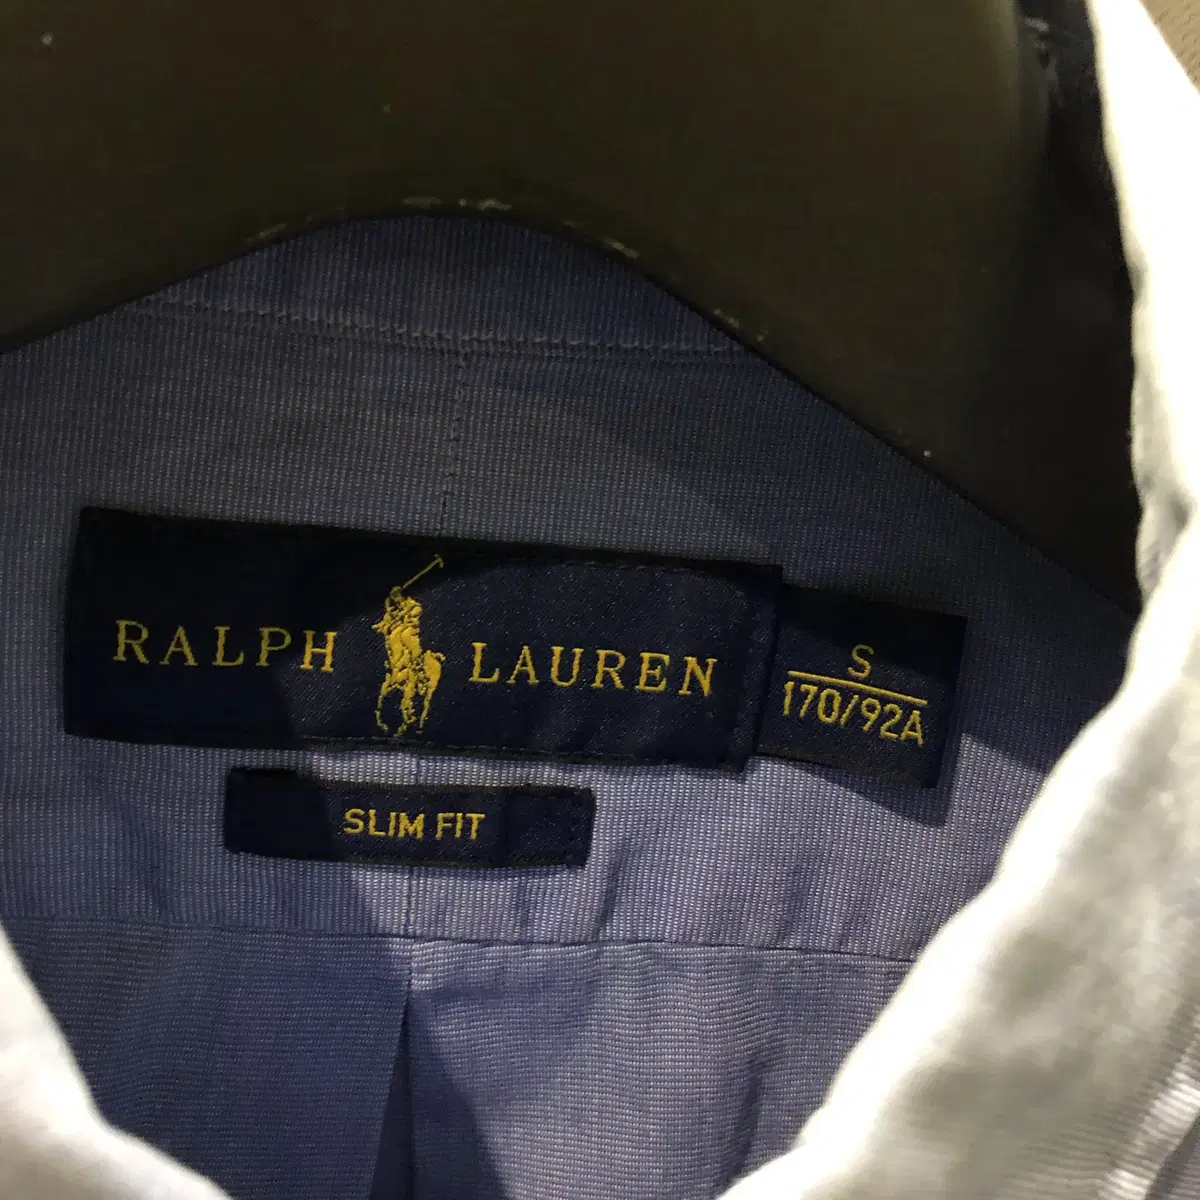 RALPH LAUREN
S
170/92A
SLIM FIT